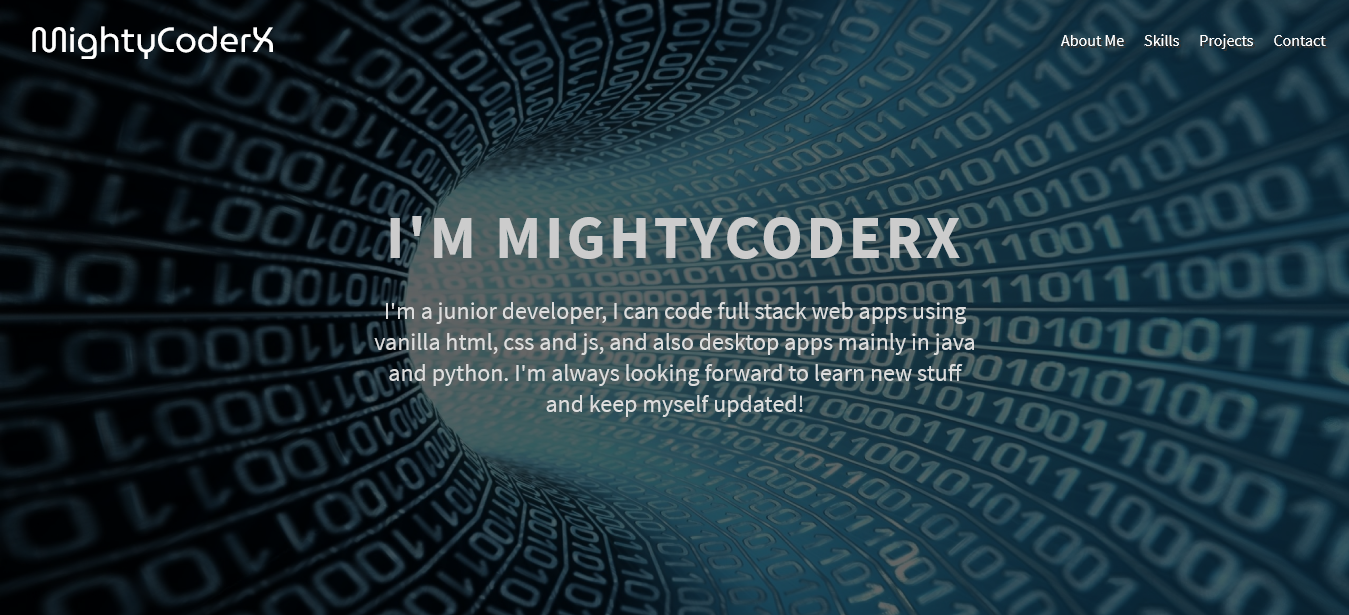 MightyCoderX
About Me Skills Projects Contact
I'M MIGHTYCODERX
I'm a junior developer, I can code full stack web apps using
vanilla html, css and js, and also desktop apps mainly in java
and python. I'm always looking forward to learn new stuff
and keep myself updated!